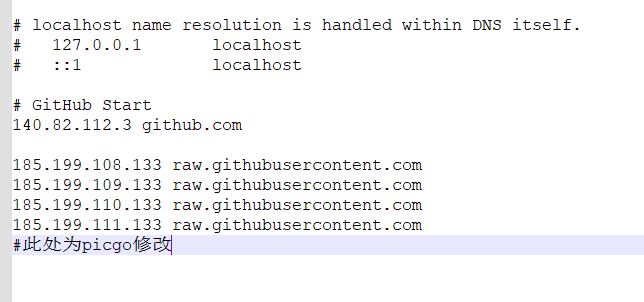 # localhost name resolution is handled within DNS itself.
#   127.0.0.1       localhost
#   ::1             localhost
# GitHub Start
140.82.112.3 github.com
185.199.108.133 raw.githubusercontent.com
185.199.109.133 raw.githubusercontent.com
185.199.110.133 raw.githubusercontent.com
185.199.111.133 raw.githubusercontent.com
#此处为picgo修改